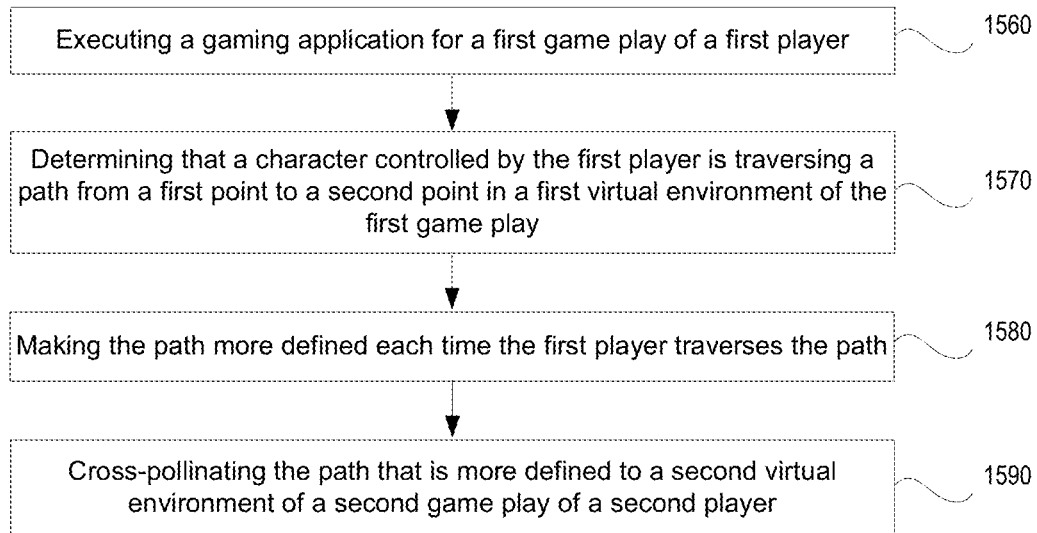 Executing a gaming application for a first game play of a first player
1560
Determining that a character controlled by the first player is traversing a
path from a first point to a second point in a first virtual environment of the
first game play
1570
Making the path more defined each time the first player traverses the path
1580
Cross-pollinating the path that is more defined to a second virtual
environment of a second game play of a second player
1590